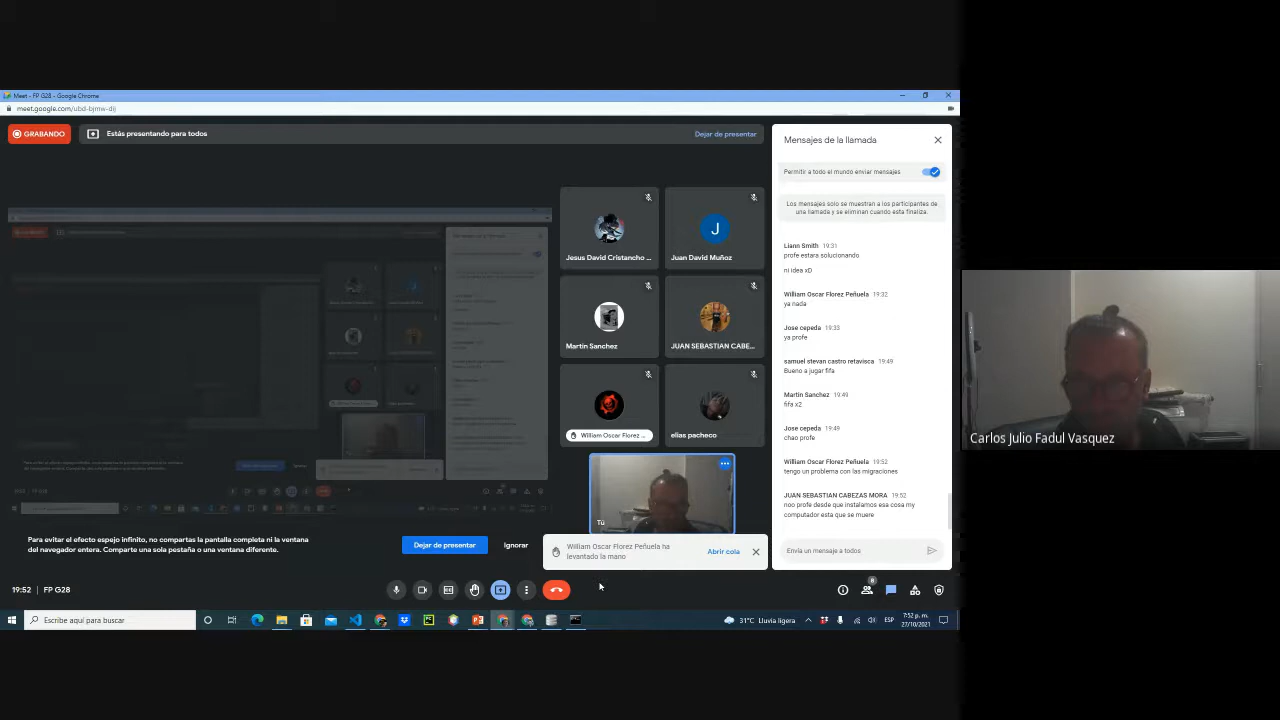 Meet - FP G28 - Google Chrome
meet.google.com/ubd-bjmw-dij
GRABANDO
Estás presentando para todos
Dejar de presentar
Mensajes de la llamada
Permitir a todo el mundo enviar mensajes
Los mensajes solo se muestran a los participantes de
una llamada y se eliminan cuando esta finaliza.
Jesus David Cristancho ...
J
Juan David Muñoz
Martín Sanchez
JUAN SEBASTIAN CABE...
William Oscar Florez ...
elias pacheco
Tú
Liann Smith 19:31
profe estara solucionando
ni idea xD
William Oscar Florez Peñuela 19:32
ya nada
Jose cepeda 19:33
ya profe
samuel stevan castro retavisca 19:49
Bueno a jugar fifa
Martín Sanchez 19:49
fifa x2
Jose cepeda 19:49
chao profe
William Oscar Florez Peñuela 19:52
tengo un problema con las migraciones
JUAN SEBASTIAN CABEZAS MORA 19:52
noo profe desde que instalamos esa cosa my
computador esta que se muere
Envía un mensaje a todos
Para evitar el efecto espejo infinito, no compartas la pantalla completa ni la ventana
del navegador entera. Comparte una sola pestaña o una ventana diferente.
Dejar de presentar
Ignorar
William Oscar Florez Peñuela ha
levantado la mano
Abrir cola
19:52 | FP G28
8
Escribe aquí para buscar
31°C Lluvia ligera
ESP
7:52 p. m.
27/10/2021
Carlos Julio Fadul Vasquez